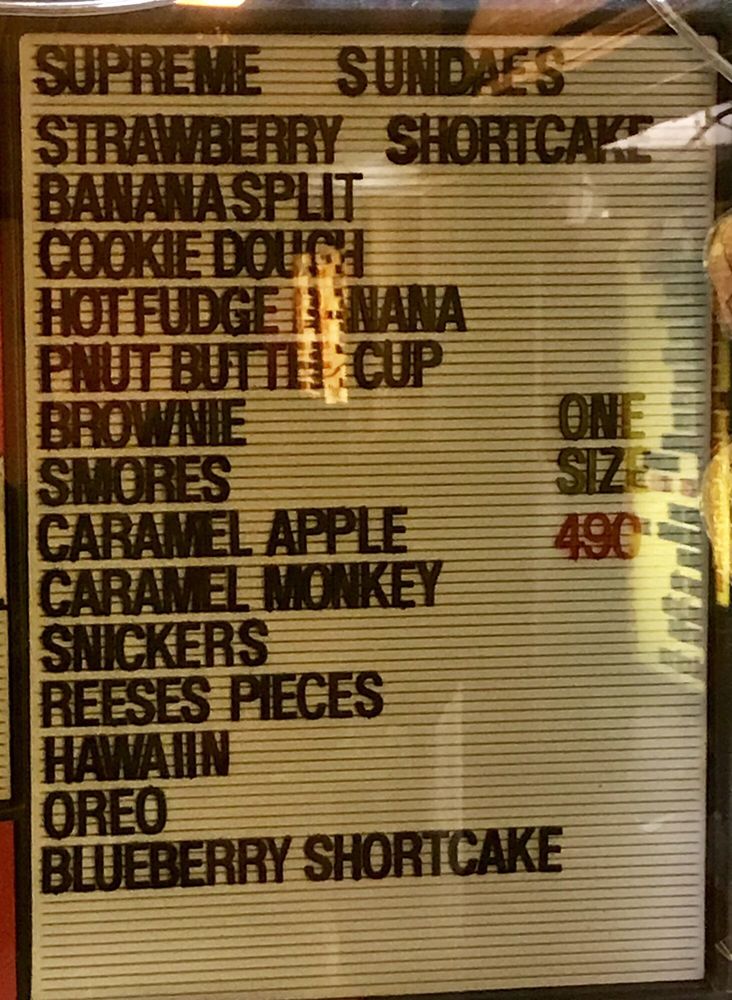 SUPREME SUNDAES
STRAWBERRY SHORTCAKE
BANANA SPLIT
COOKIE DOUGH
HOT FUDGE BANANA
PNUT BUTTER CUP
BROWNIE ONE
SMORES SIZE
CARAMEL APPLE 490
CARAMEL MONKEY
SNICKERS
REESES PIECES
HAWAIIN
OREO
BLUEBERRY SHORTCAKE